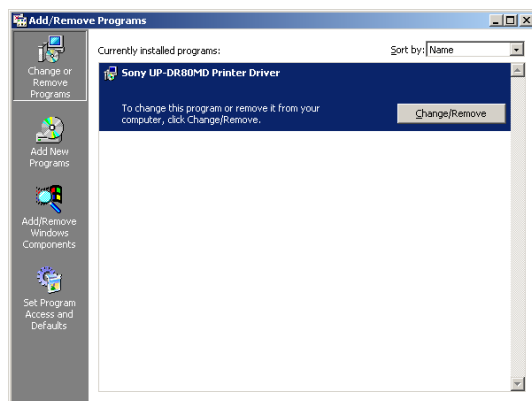 Add/Remove Programs
Change or
Remove
Programs
Add New
Programs
Add/Remove
Windows
Components
Set Program
Access and
Defaults
Currently installed programs:
Sort by: Name
Sony UP-DR80MD Printer Driver
To change this program or remove it from your
computer, click Change/Remove.
Change/Remove